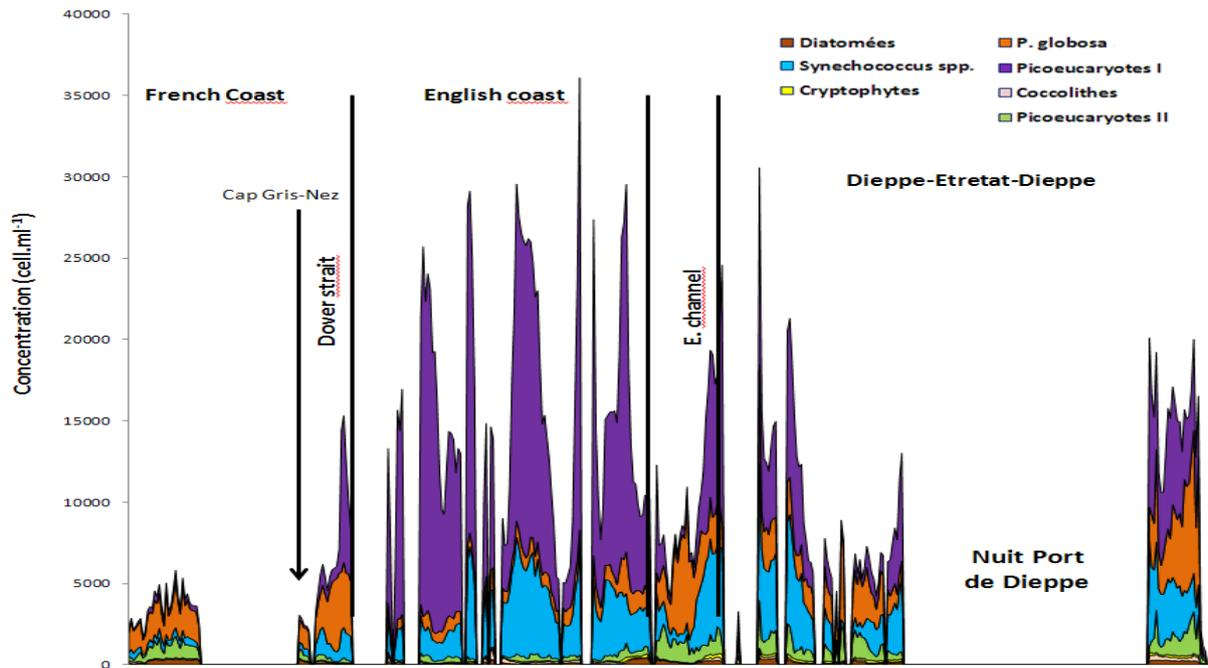 40000
35000
30000
25000
20000
15000
10000
5000
0
Concentration (cell.ml-1)
French Coast
English coast
Cap Gris-Nez
Dover strait
E. channel
Diatomées
Synechococcus spp.
Cryptophytes
P. globosa
Picoeucaryotes I
Coccolithes
Picoeucaryotes II
Dieppe-Etretat-Dieppe
Nuit Port
de Dieppe